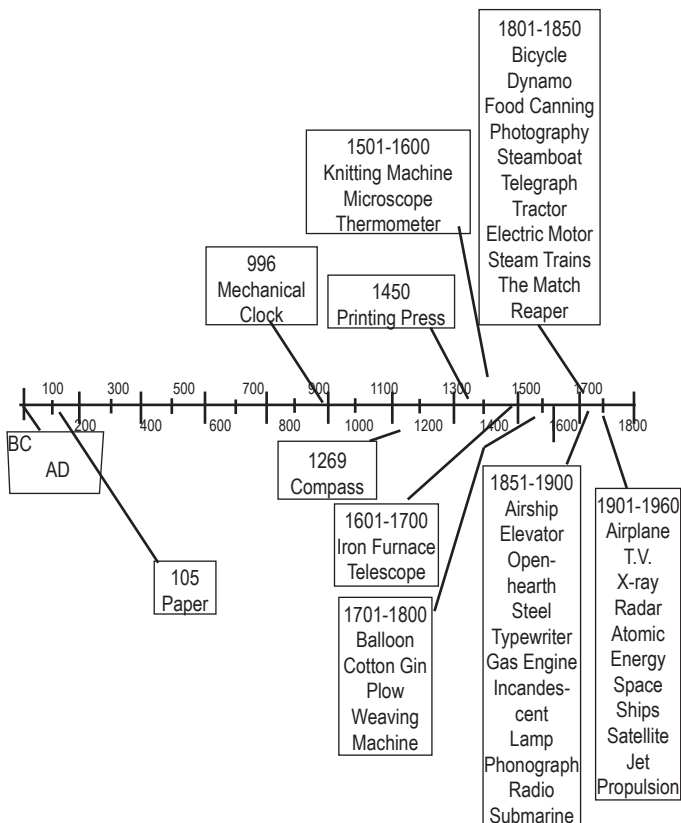 1801-1850
Bicycle
Dynamo
Food Canning
Photography
Steamboat
Telegraph
Tractor
Electric Motor
Steam Trains
The Match
Reaper
1501-1600
Knitting Machine
Microscope
Thermometer
996
Mechanical
Clock
1450
Printing Press
100 300 500 700 900 1100 1300 1500 1700
200 400 600 800 1000 1200 1400 1600 1800
BC
AD
105
Paper
1269
Compass
1601-1700
Iron Furnace
Telescope
1701-1800
Balloon
Cotton Gin
Plow
Weaving
Machine
1851-1900
Airship
Elevator
Open-
hearth
Steel
Typewriter
Gas Engine
Incandes-
cent
Lamp
Phonograph
Radio
Submarine
1901-1960
Airplane
T.V.
X-ray
Radar
Atomic
Energy
Space
Ships
Satellite
Jet
Propulsion